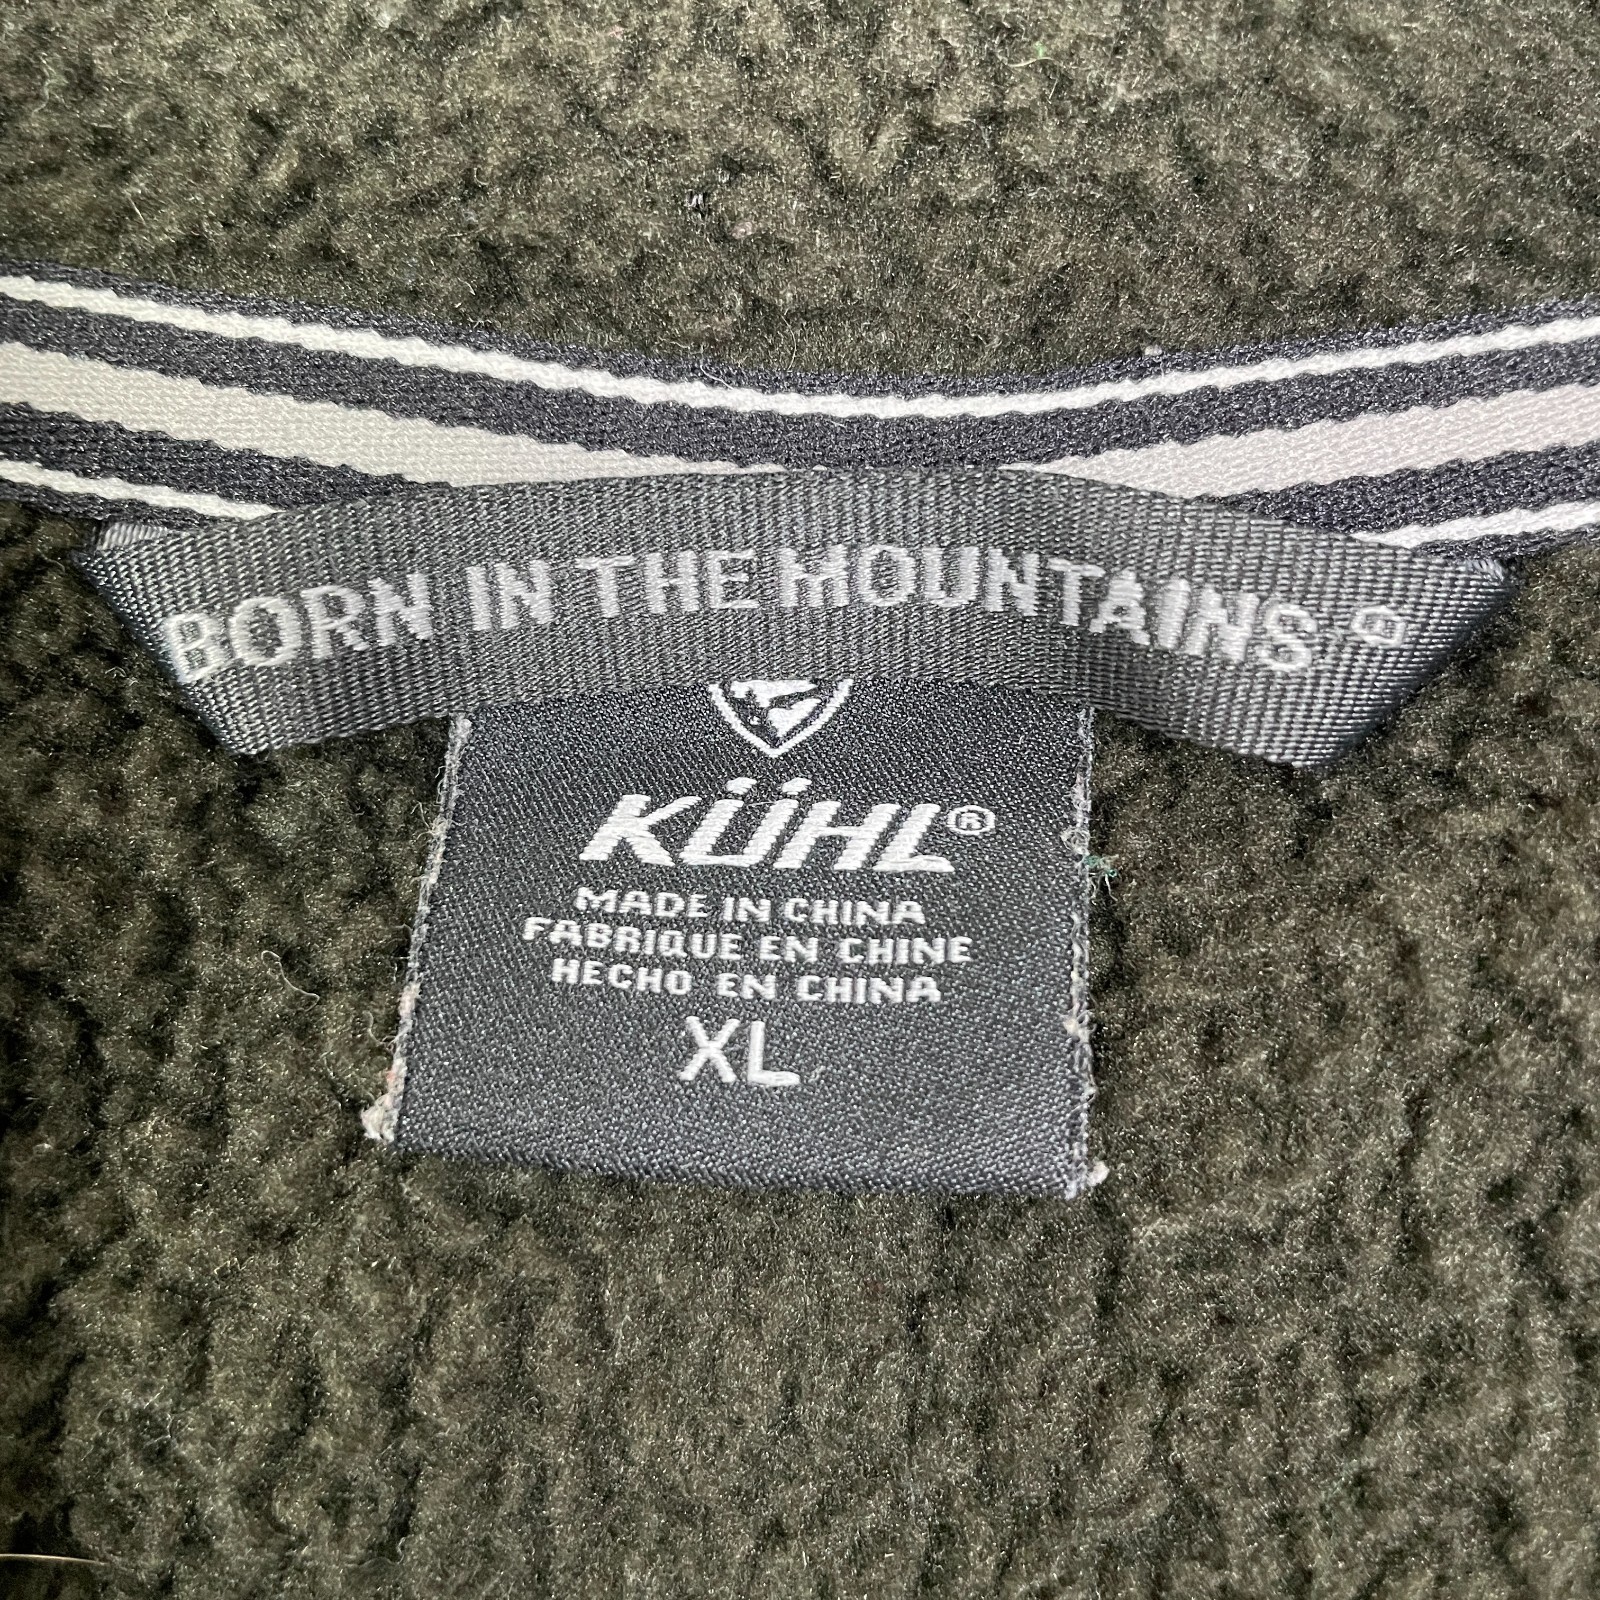 BORN IN THE MOUNTAINS®
KÜHL®
MADE IN CHINA
FABRIQUE EN CHINE
HECHO EN CHINA
XL